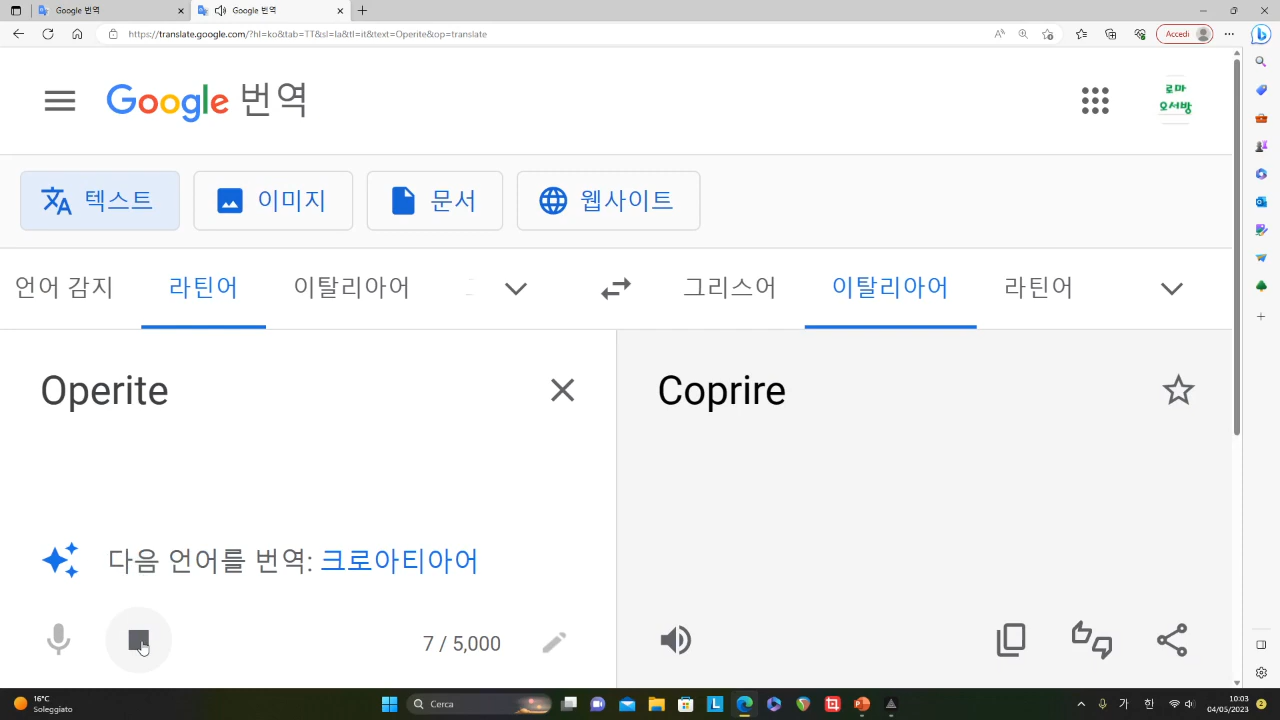 Google 번역
Google 번역
https://translate.google.com/?hl=ko&tab=TT&sl=la&tl=it&text=Operite&op=translate
Accedi
Google 번역
로마
오서방
텍스트
이미지
문서
웹사이트
언어 감지
라틴어
이탈리아어
그리스어
이탈리아어
라틴어
Operite
Coprire
다음 언어를 번역: 크로아티아어
7 / 5,000
16°C
Soleggiato
Cerca
가
한
10:03
04/05/2023
2